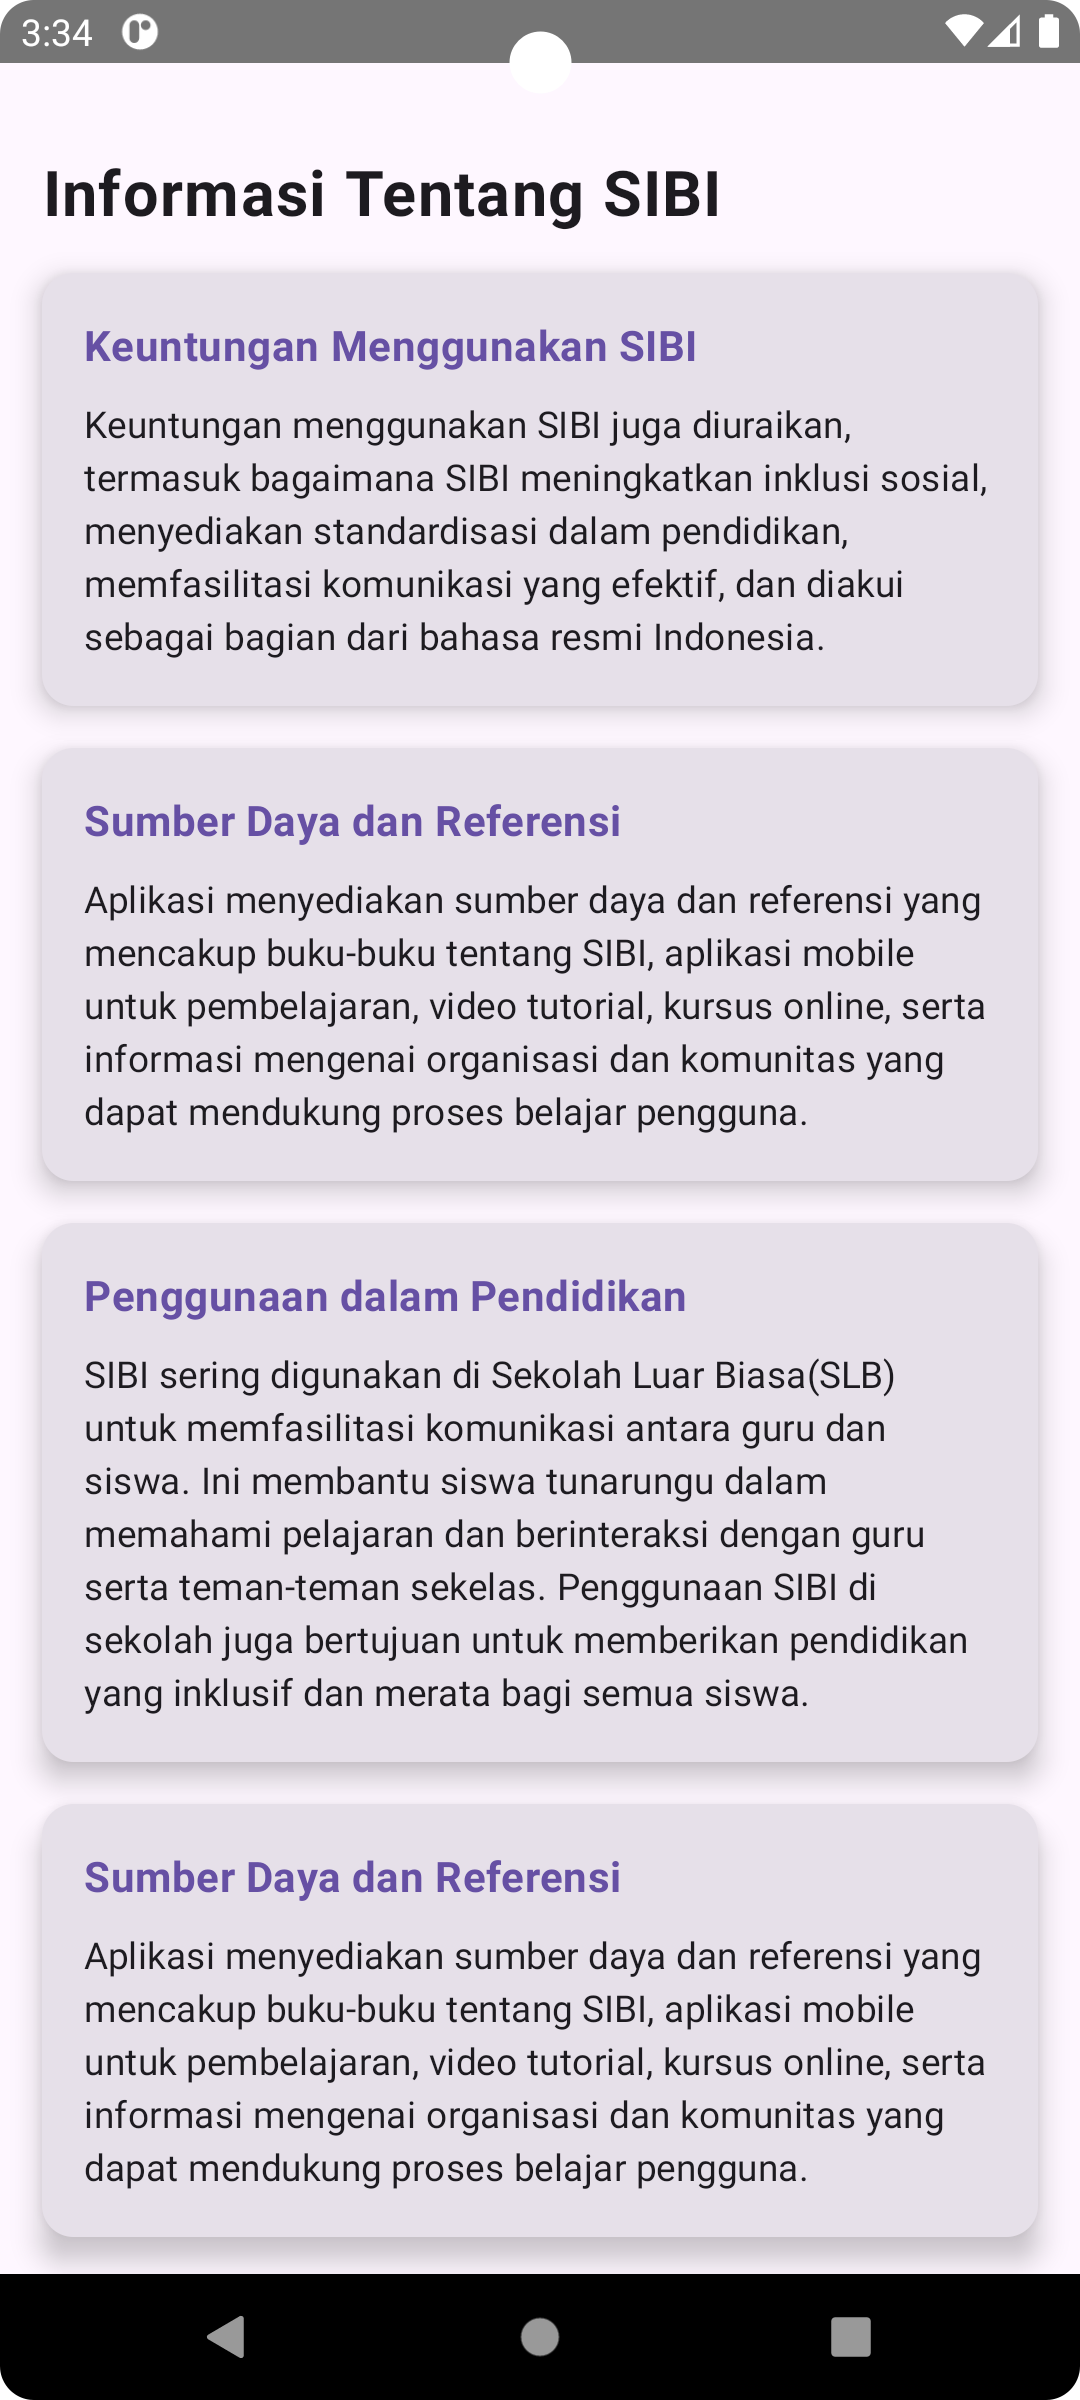 3:34
Informasi Tentang SIBI
Keuntungan Menggunakan SIBI
Keuntungan menggunakan SIBI juga diuraikan,
termasuk bagaimana SIBI meningkatkan inklusi sosial,
menyediakan standardisasi dalam pendidikan,
memfasilitasi komunikasi yang efektif, dan diakui
sebagai bagian dari bahasa resmi Indonesia.
Sumber Daya dan Referensi
Aplikasi menyediakan sumber daya dan referensi yang
mencakup buku-buku tentang SIBI, aplikasi mobile
untuk pembelajaran, video tutorial, kursus online, serta
informasi mengenai organisasi dan komunitas yang
dapat mendukung proses belajar pengguna.
Penggunaan dalam Pendidikan
SIBI sering digunakan di Sekolah Luar Biasa(SLB)
untuk memfasilitasi komunikasi antara guru dan
siswa. Ini membantu siswa tunarungu dalam
memahami pelajaran dan berinteraksi dengan guru
serta teman-teman sekelas. Penggunaan SIBI di
sekolah juga bertujuan untuk memberikan pendidikan
yang inklusif dan merata bagi semua siswa.
Sumber Daya dan Referensi
Aplikasi menyediakan sumber daya dan referensi yang
mencakup buku-buku tentang SIBI, aplikasi mobile
untuk pembelajaran, video tutorial, kursus online, serta
informasi mengenai organisasi dan komunitas yang
dapat mendukung proses belajar pengguna.